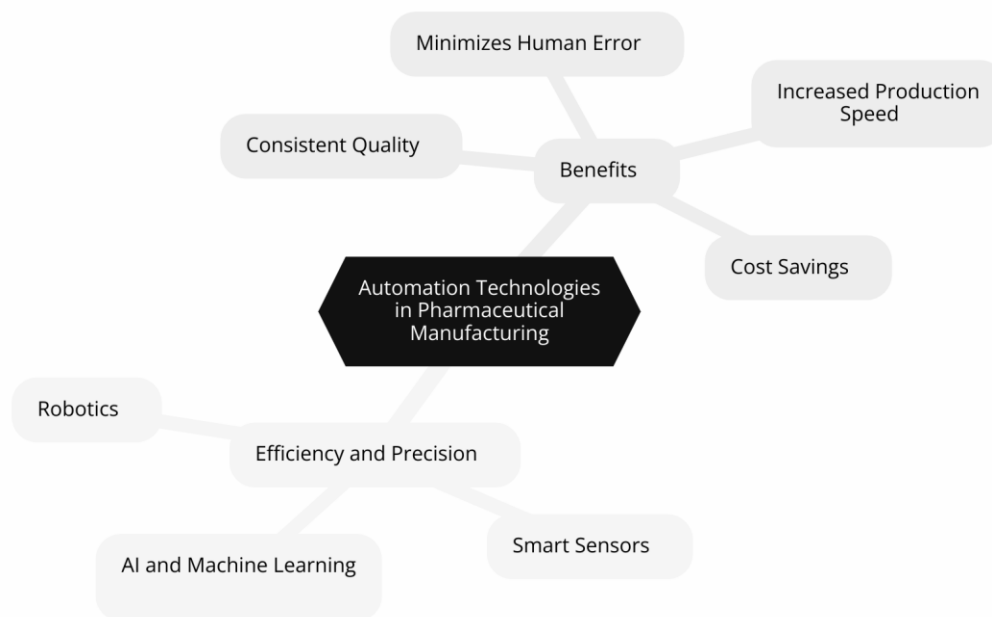 Minimizes Human Error
Increased Production
Speed
Consistent Quality
Benefits
Cost Savings
Automation Technologies
in Pharmaceutical
Manufacturing
Robotics
Efficiency and Precision
Smart Sensors
AI and Machine Learning